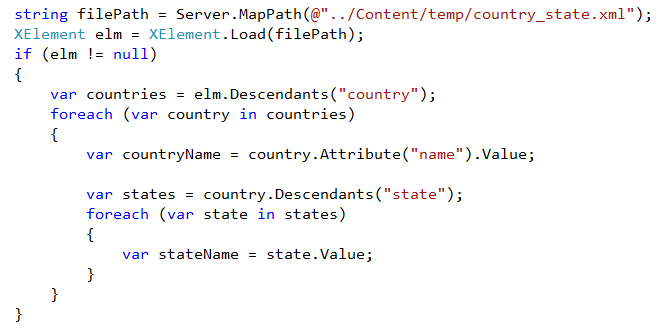 string filePath = Server.MapPath(@"../Content/temp/country_state.xml");
XElement elm = XElement.Load(filePath);
if (elm != null)
{
    var countries = elm.Descendants("country");
    foreach (var country in countries)
    {
        var countryName = country.Attribute("name").Value;

        var states = country.Descendants("state");
        foreach (var state in states)
        {
            var stateName = state.Value;
        }
    }
}